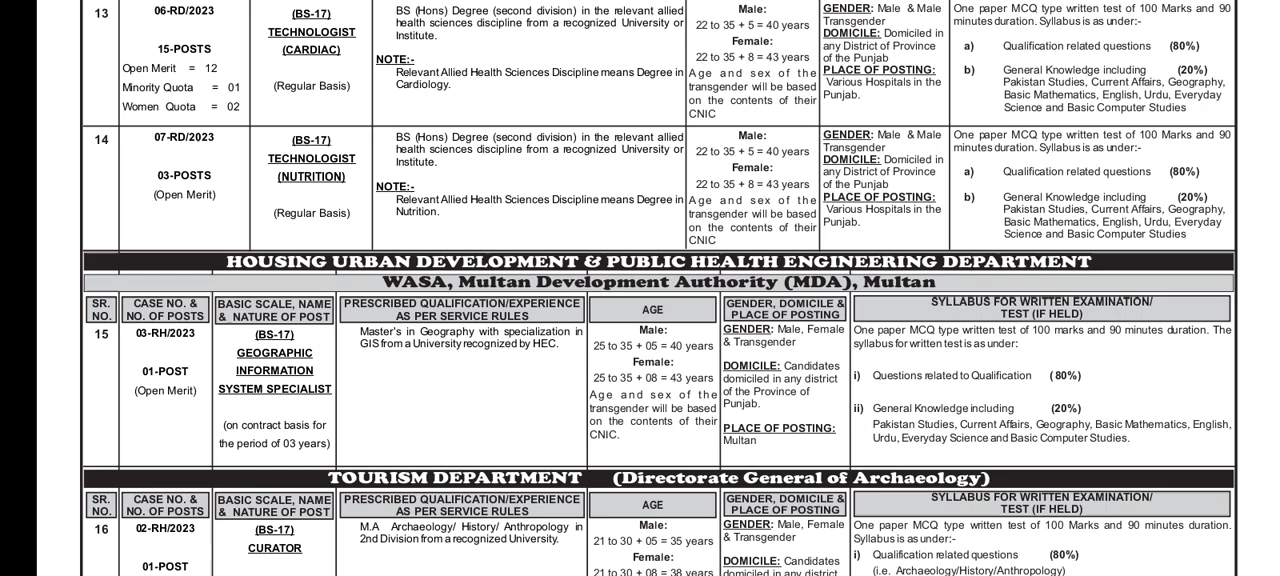 13
06-RD/2023
15-POSTS
Open Merit = 12
Minority Quota = 01
Women Quota = 02
(BS-17)
TECHNOLOGIST
(CARDIAC)
(Regular Basis)
BS (Hons) Degree (second division) in the relevant allied
health sciences discipline from a recognized University or
Institute.
NOTE:-
Relevant Allied Health Sciences Discipline means Degree in
Cardiology.
Male:
22 to 35 + 5 = 40 years
Female:
22 to 35 + 8 = 43 years
Age and sex of the
transgender will be based
on the contents of their
CNIC
GENDER: Male & Male
Transgender
DOMICILE: Domiciled in
any District of Province
of the Punjab
PLACE OF POSTING:
Various Hospitals in the
Punjab.
One paper MCQ type written test of 100 Marks and 90
minutes duration. Syllabus is as under:-
a) Qualification related questions (80%)
b) General Knowledge including (20%)
Pakistan Studies, Current Affairs, Geography,
Basic Mathematics, English, Urdu, Everyday
Science and Basic Computer Studies
14
07-RD/2023
03-POSTS
(Open Merit)
(BS-17)
TECHNOLOGIST
(NUTRITION)
(Regular Basis)
BS (Hons) Degree (second division) in the relevant allied
health sciences discipline from a recognized University or
Institute.
NOTE:-
Relevant Allied Health Sciences Discipline means Degree in
Nutrition.
Male:
22 to 35 + 5 = 40 years
Female:
22 to 35 + 8 = 43 years
Age and sex of the
transgender will be based
on the contents of their
CNIC
GENDER: Male & Male
Transgender
DOMICILE: Domiciled in
any District of Province
of the Punjab
PLACE OF POSTING:
Various Hospitals in the
Punjab.
One paper MCQ type written test of 100 Marks and 90
minutes duration. Syllabus is as under:-
a) Qualification related questions (80%)
b) General Knowledge including (20%)
Pakistan Studies, Current Affairs, Geography,
Basic Mathematics, English, Urdu, Everyday
Science and Basic Computer Studies
HOUSING URBAN DEVELOPMENT & PUBLIC HEALTH ENGINEERING DEPARTMENT
WASA, Multan Development Authority (MDA), Multan
SR.
NO.
CASE NO. &
NO. OF POSTS
BASIC SCALE, NAME
& NATURE OF POST
PRESCRIBED QUALIFICATION/EXPERIENCE
AS PER SERVICE RULES
AGE
GENDER, DOMICILE &
PLACE OF POSTING
SYLLABUS FOR WRITTEN EXAMINATION/
TEST (IF HELD)
15
03-RH/2023
01-POST
(Open Merit)
(BS-17)
GEOGRAPHIC
INFORMATION
SYSTEM SPECIALIST
(on contract basis for
the period of 03 years)
Master's in Geography with specialization in
GIS from a University recognized by HEC.
Male:
25 to 35 + 05 = 40 years
Female:
25 to 35 + 08 = 43 years
Age and sex of the
transgender will be based
on the contents of their
CNIC.
GENDER: Male, Female
& Transgender
DOMICILE: Candidates
domiciled in any district
of the Province of
Punjab.
PLACE OF POSTING:
Multan
One paper MCQ type written test of 100 marks and 90 minutes duration. The
syllabus for written test is as under:
i) Questions related to Qualification ( 80%)
ii) General Knowledge including (20%)
Pakistan Studies, Current Affairs, Geography, Basic Mathematics, English,
Urdu, Everyday Science and Basic Computer Studies.
TOURISM DEPARTMENT (Directorate General of Archaeology)
SR.
NO.
CASE NO. &
NO. OF POSTS
BASIC SCALE, NAME
& NATURE OF POST
PRESCRIBED QUALIFICATION/EXPERIENCE
AS PER SERVICE RULES
AGE
GENDER, DOMICILE &
PLACE OF POSTING
SYLLABUS FOR WRITTEN EXAMINATION/
TEST (IF HELD)
16
02-RH/2023
01-POST
(BS-17)
CURATOR
M.A Archaeology/ History/ Anthropology in
2nd Division from a recognized University.
Male:
21 to 30 + 05 = 35 years
Female:
21 to 30 + 08 = 38 years
GENDER: Male, Female
& Transgender
DOMICILE: Candidates
domiciled in any district
One paper MCQ type written test of 100 Marks and 90 minutes duration.
Syllabus is as under:-
i) Qualification related questions (80%)
(i.e. Archaeology/History/Anthropology)